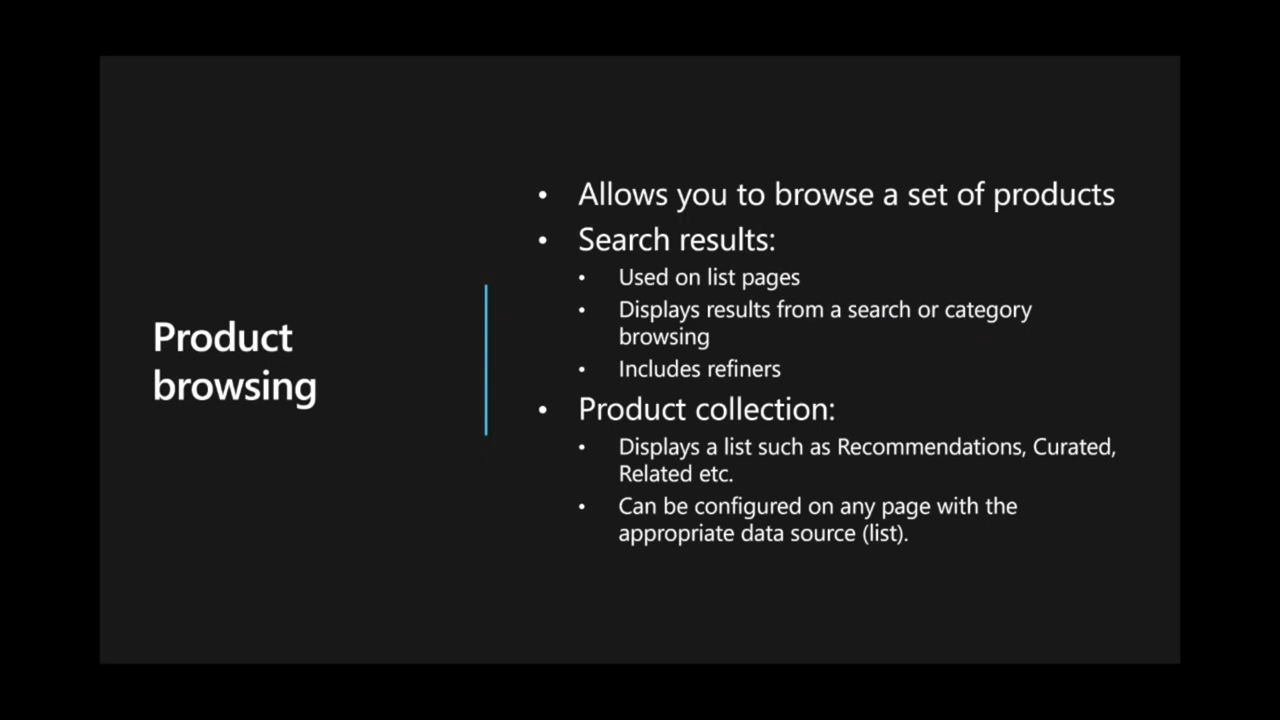 Product
browsing
• Allows you to browse a set of products
• Search results:
• Used on list pages
• Displays results from a search or category
browsing
• Includes refiners
• Product collection:
• Displays a list such as Recommendations, Curated,
Related etc.
• Can be configured on any page with the
appropriate data source (list).